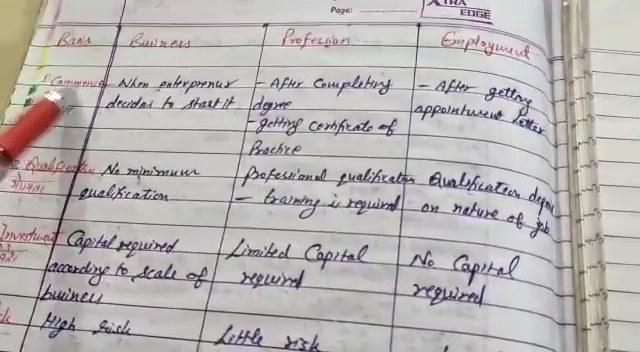 Page:
XTRA
EDGE
Basis Business Profession Employment
Commence - When enterpreneur - After Completing - After getting
decides to start it degree appointment letter
- getting certificate of
Practice
Qualification No minimum Professional qualification Qualification depend
qualification - training is required on nature of job
Investment Capital required Limited Capital No Capital
according to scale of required required
business
High risk Little risk